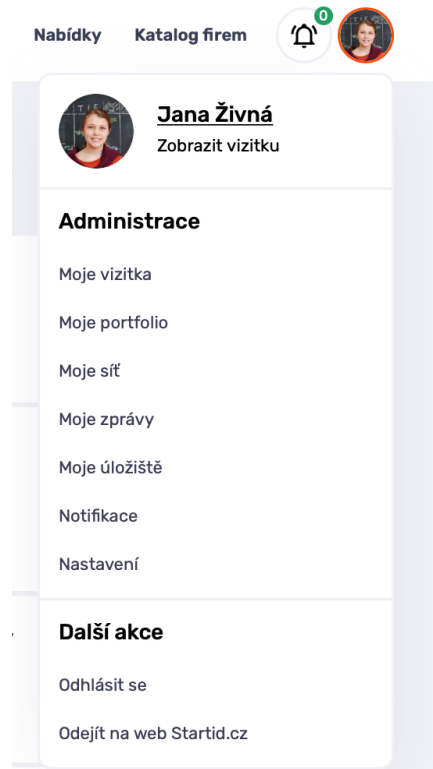 Nabídky Katalog firem 0
Jana Živná
Zobrazit vizitku
Administrace
Moje vizitka
Moje portfolio
Moje síť
Moje zprávy
Moje úložiště
Notifikace
Nastavení
Další akce
Odhlásit se
Odejít na web Startid.cz